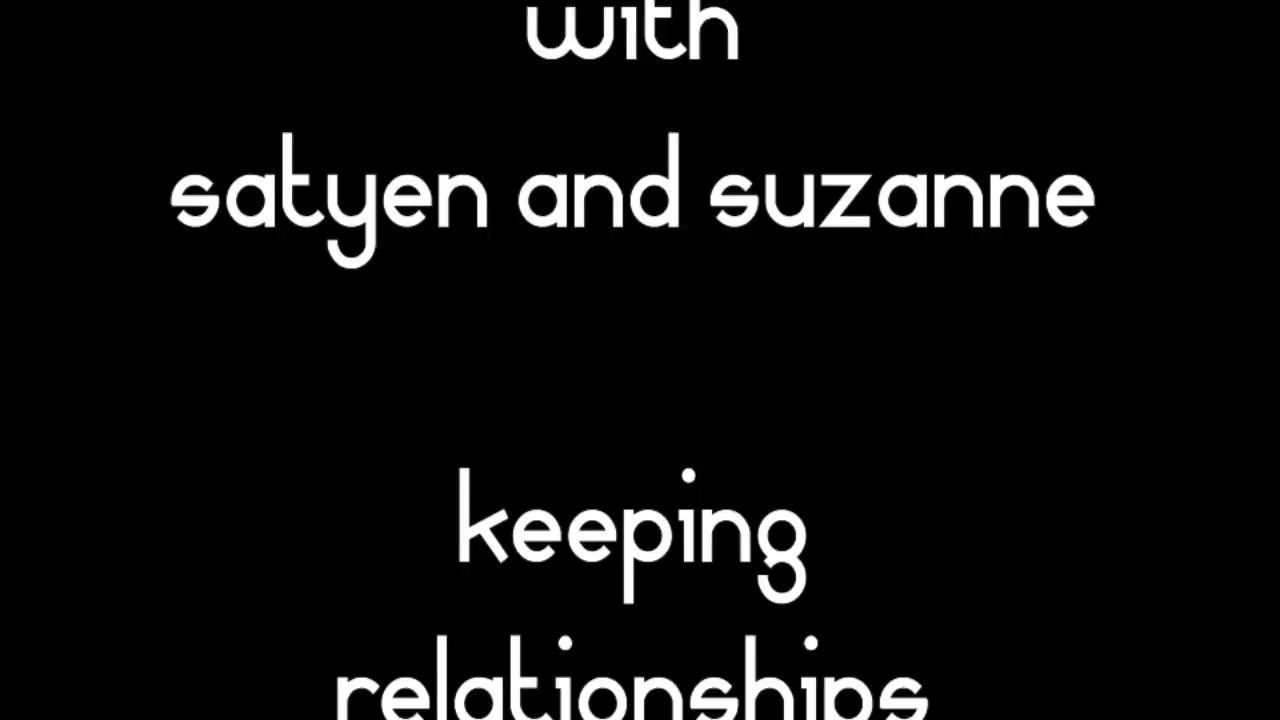 with
satyen and suzanne
keeping
relationships